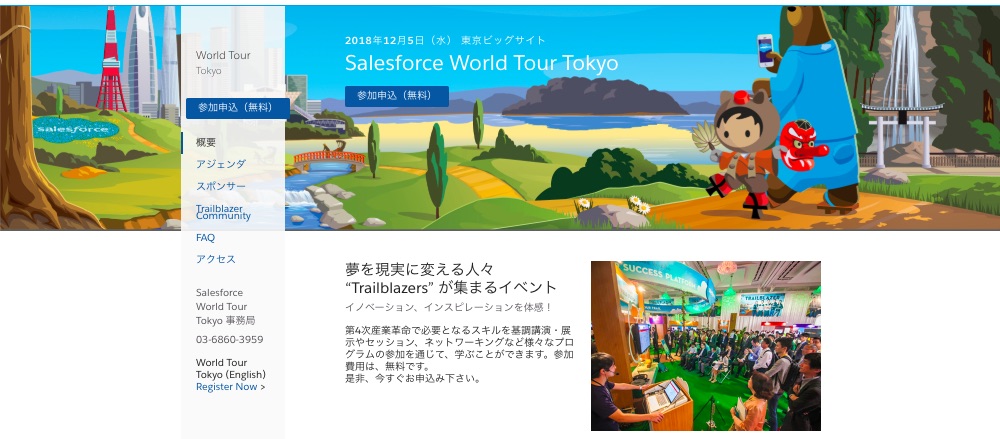 World Tour
Tokyo
参加申込（無料）
概要
アジェンダ
スポンサー
Trailblazer
Community
FAQ
アクセス
Salesforce
World Tour
Tokyo 事務局
03-6860-3959
World Tour
Tokyo (English)
Register Now >
salesforce
2018年12月5日（水） 東京ビッグサイト
Salesforce World Tour Tokyo
参加申込（無料）
夢を現実に変える人々
“Trailblazers” が集まるイベント
イノベーション、インスピレーションを体感！
第4次産業革命で必要となるスキルを基調講演・展
示やセッション、ネットワーキングなど様々なプロ
グラムの参加を通じて、学ぶことができます。参加
費用は、無料です。
是非、今すぐお申込み下さい。
SUCCESS PLATFORM
TRAILBLAZER